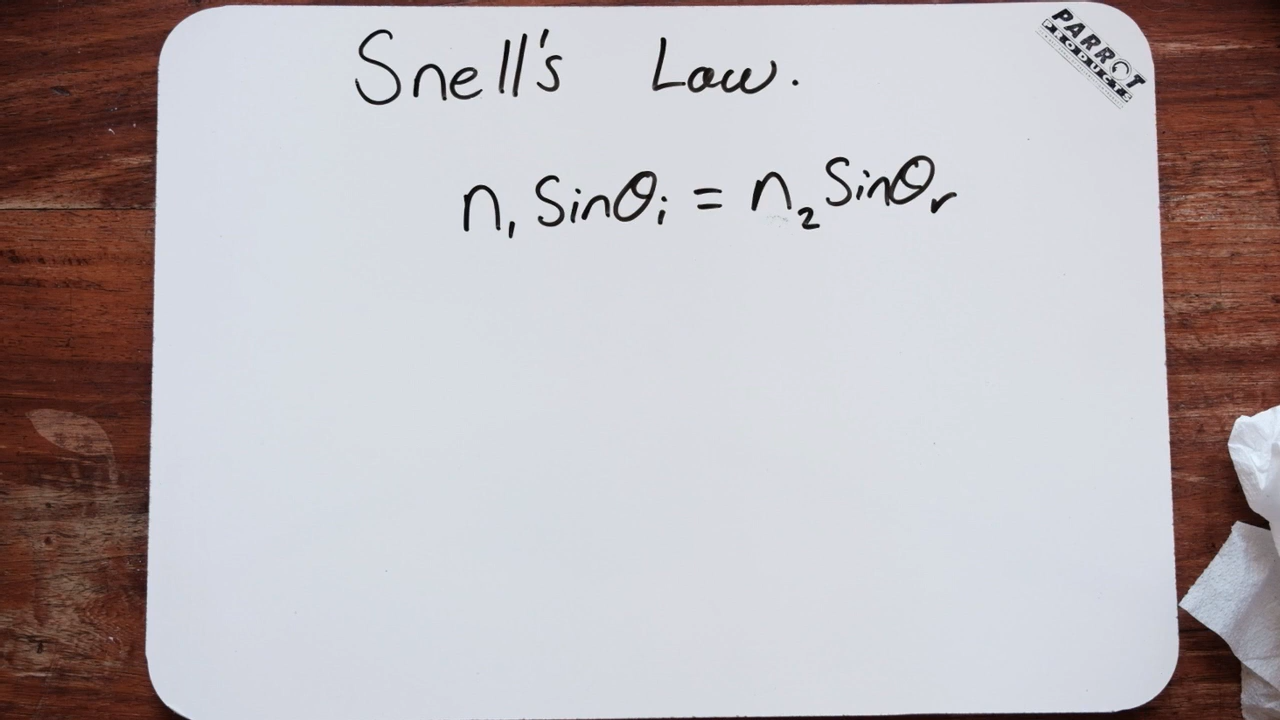 Snell's Law.
PARROT
PRODUCTS
n₁ Sinθᵢ = n₂ Sinθᵣ